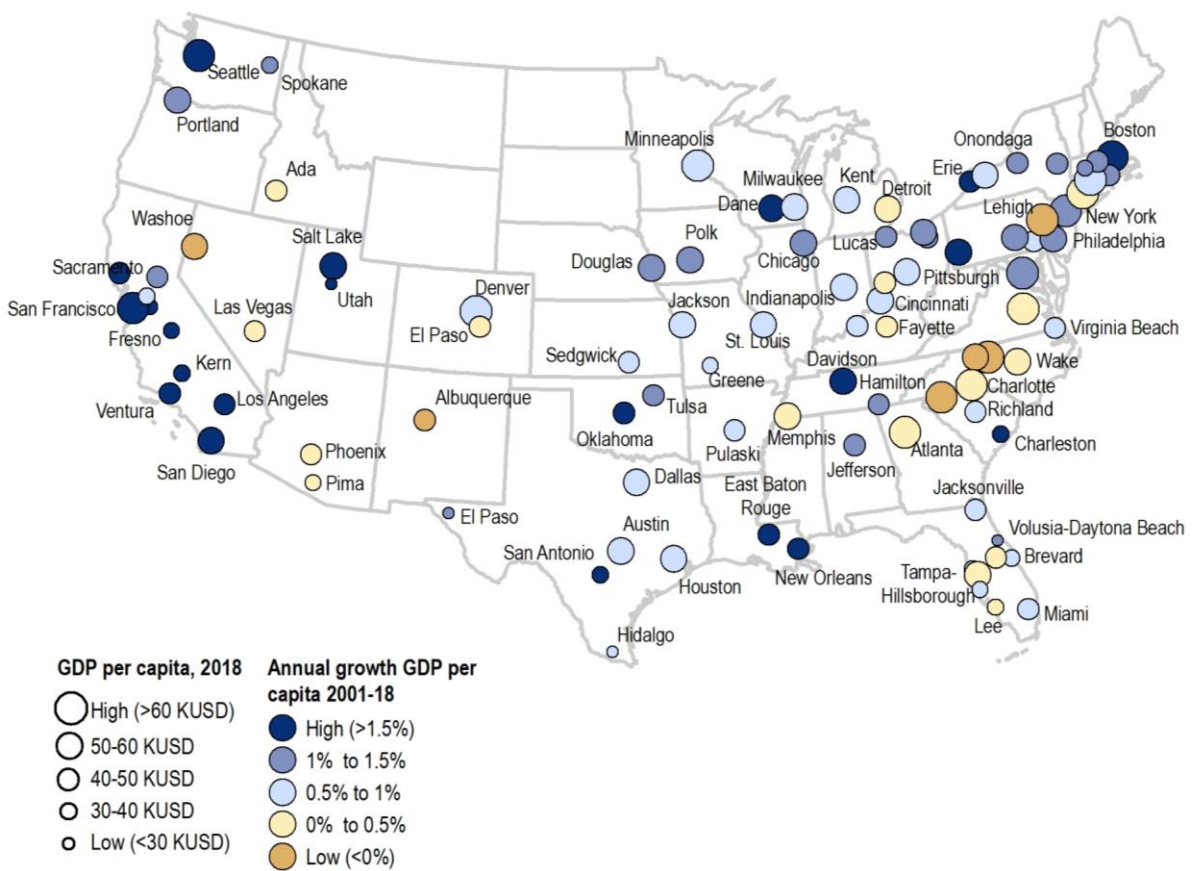 Seattle
Spokane
Portland
Minneapolis
Onondaga
Boston
Ada
Milwaukee
Kent
Erie
Detroit
Dane
Lehigh
New York
Washoe
Salt Lake
Polk
Lucas
Philadelphia
Sacramento
Douglas
Chicago
Pittsburgh
Utah
Denver
Jackson
Indianapolis
San Francisco
Las Vegas
Cincinnati
El Paso
Fayette
Virginia Beach
Fresno
St. Louis
Sedgwick
Davidson
Wake
Kern
Greene
Hamilton
Charlotte
Ventura
Los Angeles
Albuquerque
Tulsa
Richland
Oklahoma
Memphis
Charleston
Phoenix
Pulaski
Atlanta
San Diego
Jefferson
Pima
Dallas
East Baton
Rouge
Jacksonville
El Paso
Austin
Volusia-Daytona Beach
San Antonio
Brevard
New Orleans
Tampa-
Hillsborough
Houston
Miami
Lee
Hidalgo
GDP per capita, 2018
High (>60 KUSD)
50-60 KUSD
40-50 KUSD
30-40 KUSD
Low (<30 KUSD)
Annual growth GDP per
capita 2001-18
High (>1.5%)
1% to 1.5%
0.5% to 1%
0% to 0.5%
Low (<0%)